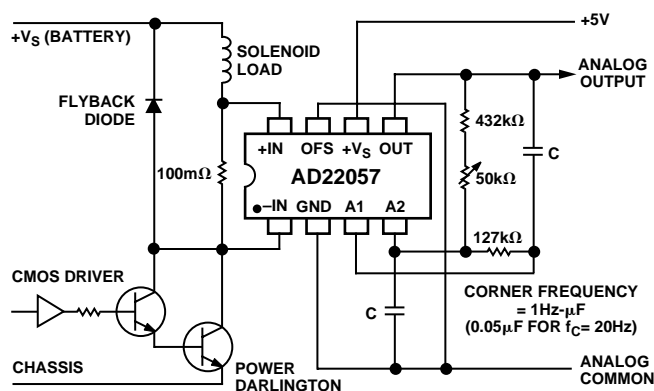 +VS (BATTERY)
SOLENOID
LOAD
FLYBACK
DIODE
100mΩ
+5V
ANALOG
OUTPUT
+IN OFS +VS OUT
AD22057
–IN GND A1 A2
432kΩ
50kΩ
C
127kΩ
C
CMOS DRIVER
CHASSIS
POWER
DARLINGTON
CORNER FREQUENCY
= 1Hz-μF
(0.05μF FOR fC= 20Hz)
ANALOG
COMMON